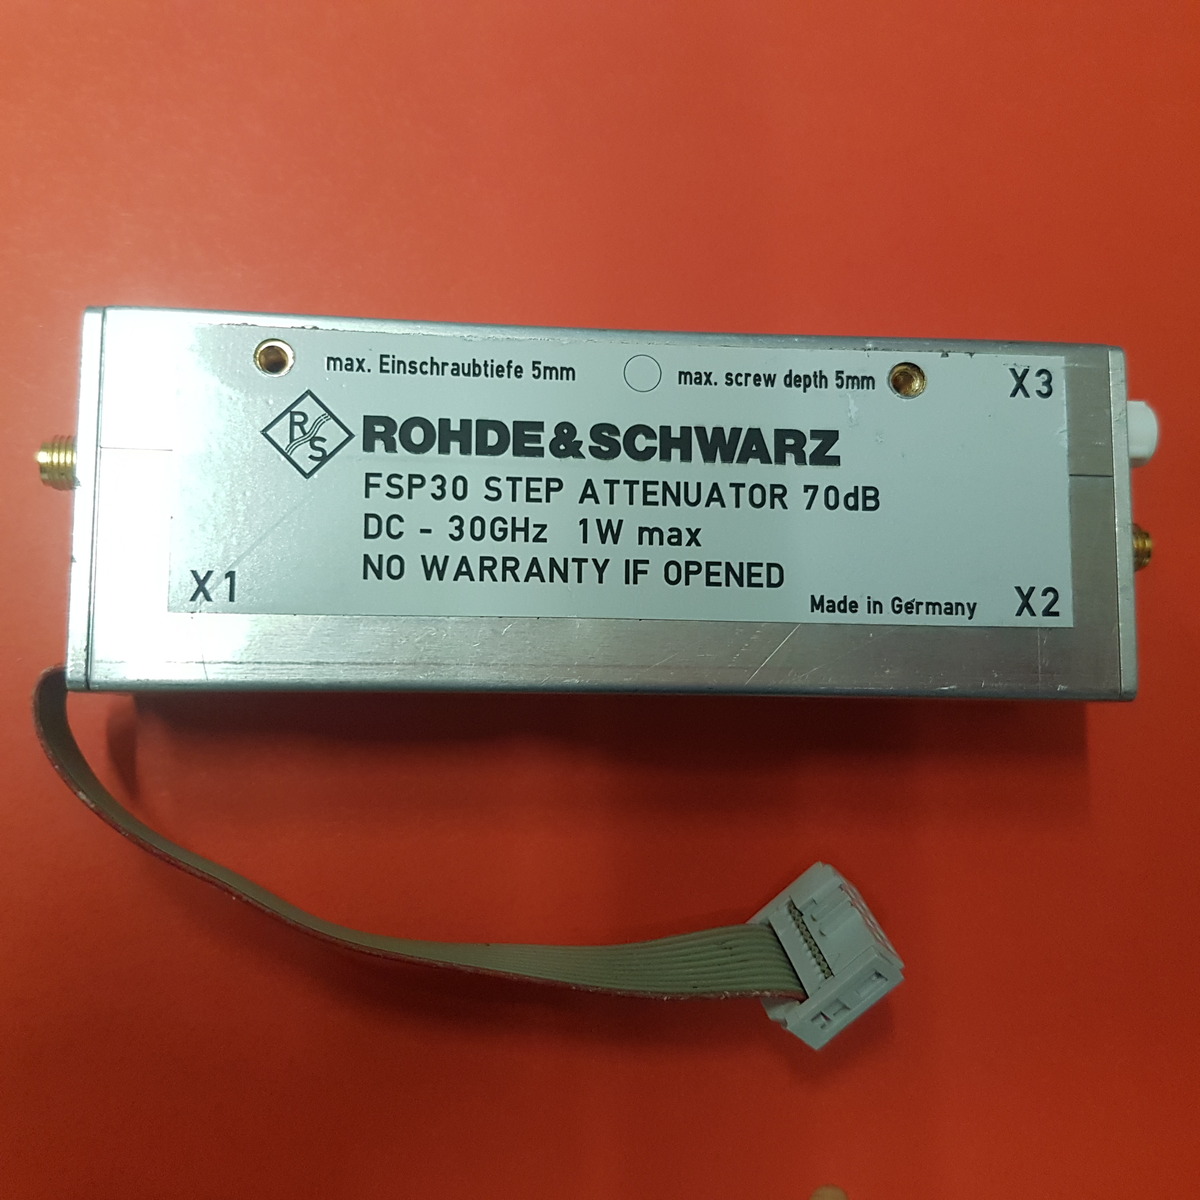 max. Einschraubtiefe 5mm max. screw depth 5mm X3
R S ROHDE&SCHWARZ
FSP30 STEP ATTENUATOR 70dB
DC - 30GHz 1W max
NO WARRANTY IF OPENED
X1 Made in Germany X2